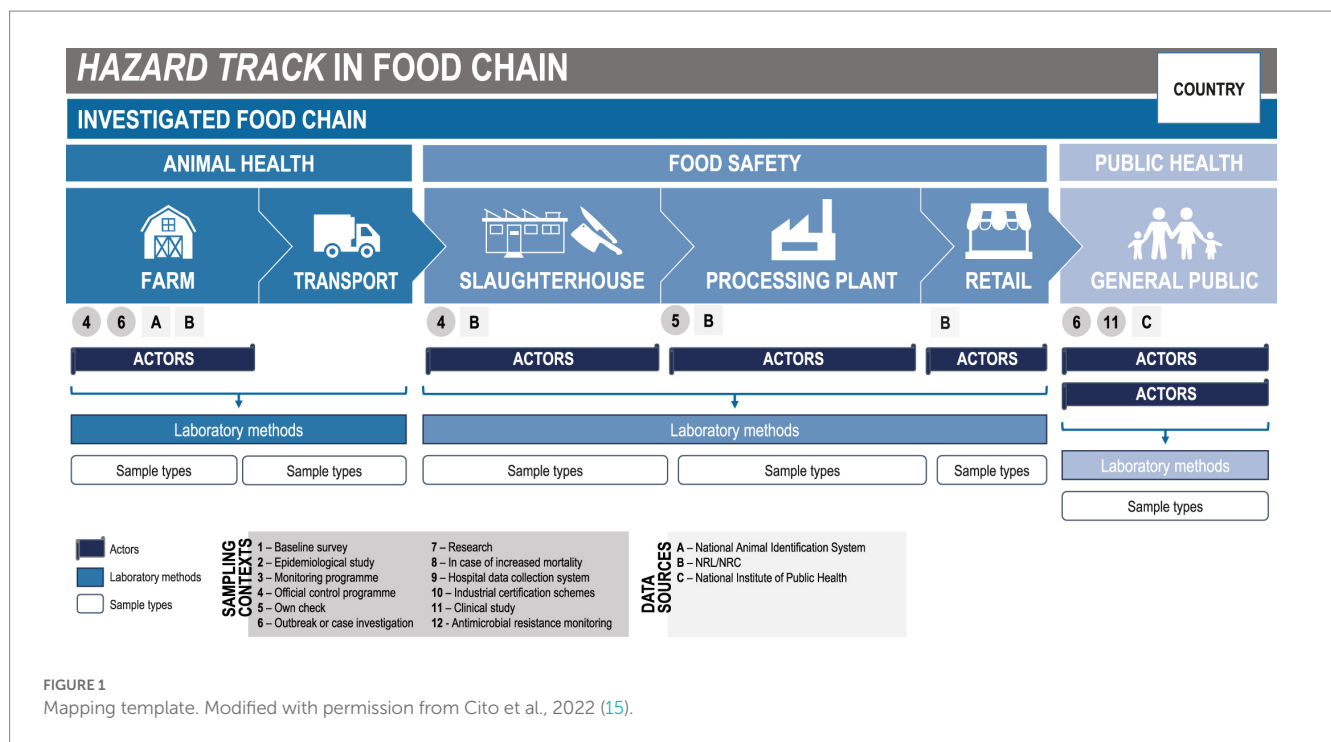 HAZARD TRACK IN FOOD CHAIN
COUNTRY
INVESTIGATED FOOD CHAIN
ANIMAL HEALTH
FOOD SAFETY
PUBLIC HEALTH
FARM
TRANSPORT
SLAUGHTERHOUSE
PROCESSING PLANT
RETAIL
GENERAL PUBLIC
4 6 A B
4 B
5 B
B
6 11 C
ACTORS
ACTORS
ACTORS
ACTORS
ACTORS
ACTORS
Laboratory methods
Laboratory methods
Laboratory methods
Sample types
Sample types
Sample types
Sample types
Sample types
Sample types
Actors
Laboratory methods
Sample types
SAMPLING
CONTEXTS
1 – Baseline survey
2 – Epidemiological study
3 – Monitoring programme
4 – Official control programme
5 – Own check
6 – Outbreak or case investigation
7 – Research
8 – In case of increased mortality
9 – Hospital data collection system
10 – Industrial certification schemes
11 – Clinical study
12 - Antimicrobial resistance monitoring
DATA
SOURCES
A – National Animal Identification System
B – NRL/NRC
C – National Institute of Public Health
FIGURE 1
Mapping template. Modified with permission from Cito et al., 2022 (15).